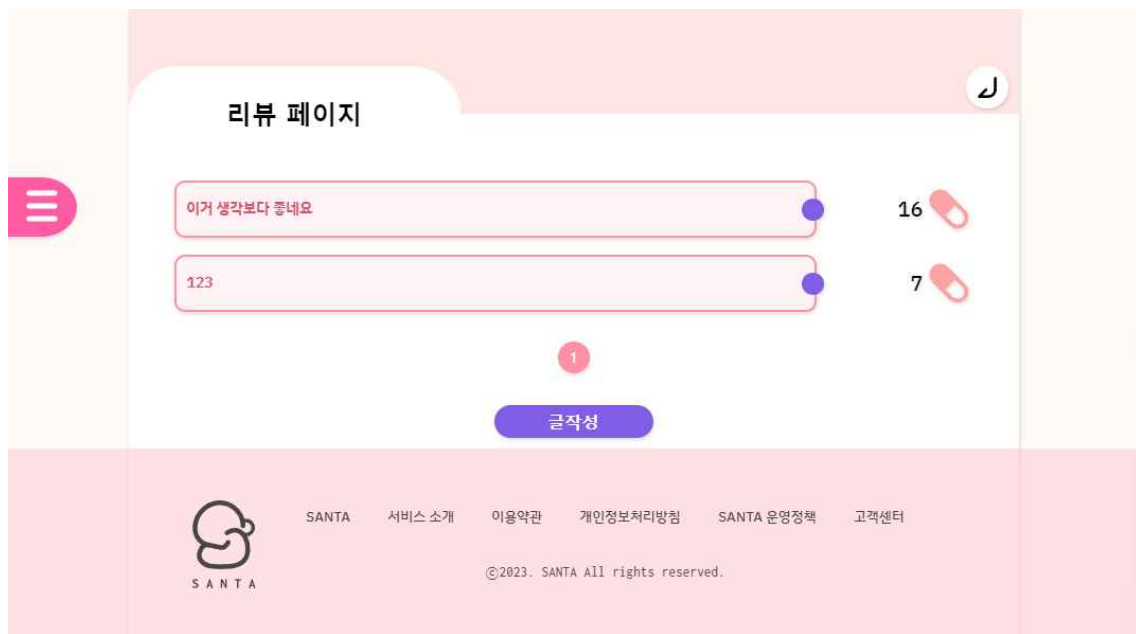 리뷰 페이지
이거 생각보다 좋네요
16
123
7
1
글작성
SANTA 서비스 소개 이용약관 개인정보처리방침 SANTA 운영정책 고객센터
SANTA
ⓒ2023. SANTA All rights reserved.